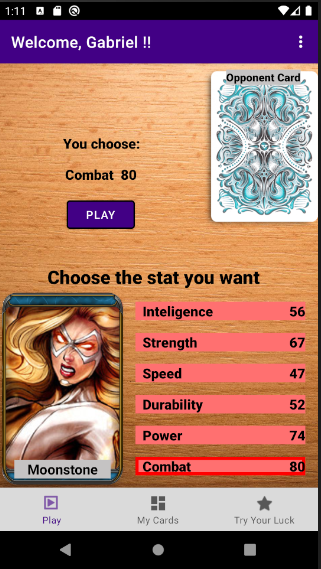 1:11
Welcome, Gabriel !!
Opponent Card
You choose:
Combat 80
PLAY
Choose the stat you want
Inteligence 56
Strength 67
Speed 47
Durability 52
Power 74
Combat 80
Moonstone
Play My Cards Try Your Luck